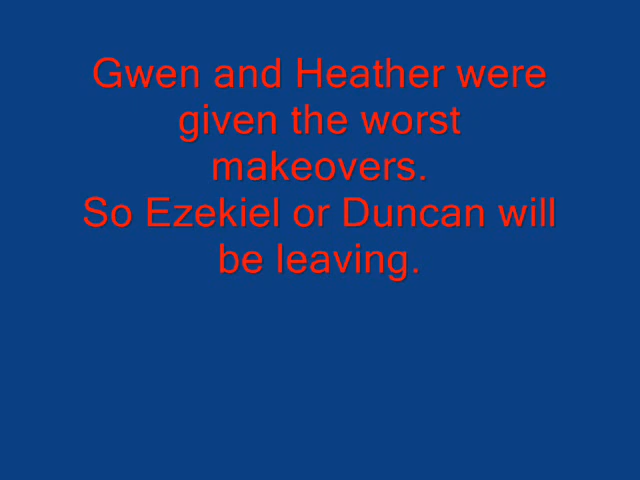 Gwen and Heather were
given the worst
makeovers.
So Ezekiel or Duncan will
be leaving.